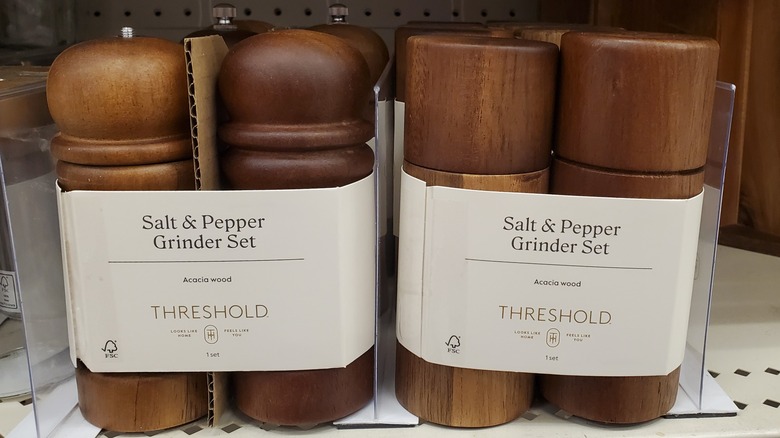 Salt & Pepper
Grinder Set
Acacia wood
THRESHOLD
LOOKS LIKE HOME
FEELS LIKE YOU
FSC
1 set
Salt & Pepper
Grinder Set
Acacia wood
THRESHOLD
LOOKS LIKE HOME
FEELS LIKE YOU
FSC
1 set